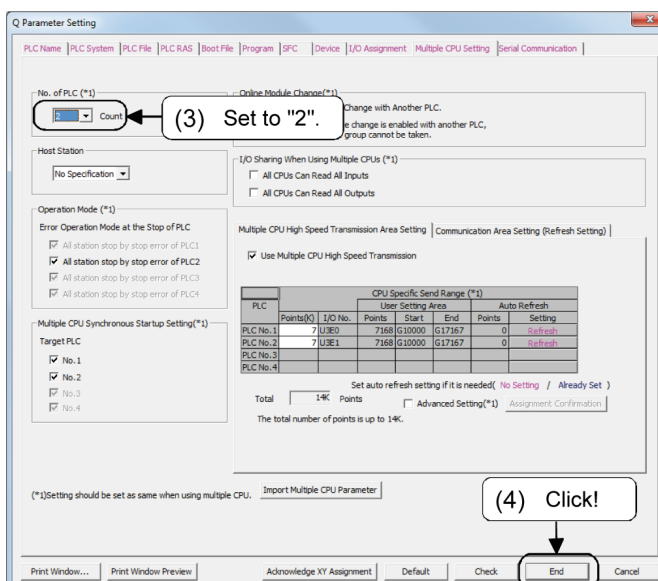 Q Parameter Setting
PLC Name PLC System PLC File PLC RAS Boot File Program SFC Device I/O Assignment Multiple CPU Setting Serial Communication
No. of PLC (*1)
2 Count
(3) Set to "2".
Online Module Change(*1)
Change with Another PLC.
change is enabled with another PLC,
group cannot be taken.
Host Station
No Specification
I/O Sharing When Using Multiple CPUs (*1)
All CPUs Can Read All Inputs
All CPUs Can Read All Outputs
Operation Mode (*1)
Error Operation Mode at the Stop of PLC
All station stop by stop error of PLC1
All station stop by stop error of PLC2
All station stop by stop error of PLC3
All station stop by stop error of PLC4
Multiple CPU High Speed Transmission Area Setting Communication Area Setting (Refresh Setting)
Use Multiple CPU High Speed Transmission
CPU Specific Send Range (*1)
PLC User Setting Area Auto Refresh
Points(K) I/O No. Points Start End Points Setting
PLC No.1 7 U3E0 7168 G10000 G17167 0 Refresh
PLC No.2 7 U3E1 7168 G10000 G17167 0 Refresh
PLC No.3
PLC No.4
Multiple CPU Synchronous Startup Setting(*1)
Target PLC
No.1
No.2
No.3
No.4
Set auto refresh setting if it is needed( No Setting / Already Set )
Total 14K Points Advanced Setting(*1) Assignment Confirmation
The total number of points is up to 14K.
(*1)Setting should be set as same when using multiple CPU. Import Multiple CPU Parameter
(4) Click!
Print Window... Print Window Preview Acknowledge XY Assignment Default Check End Cancel